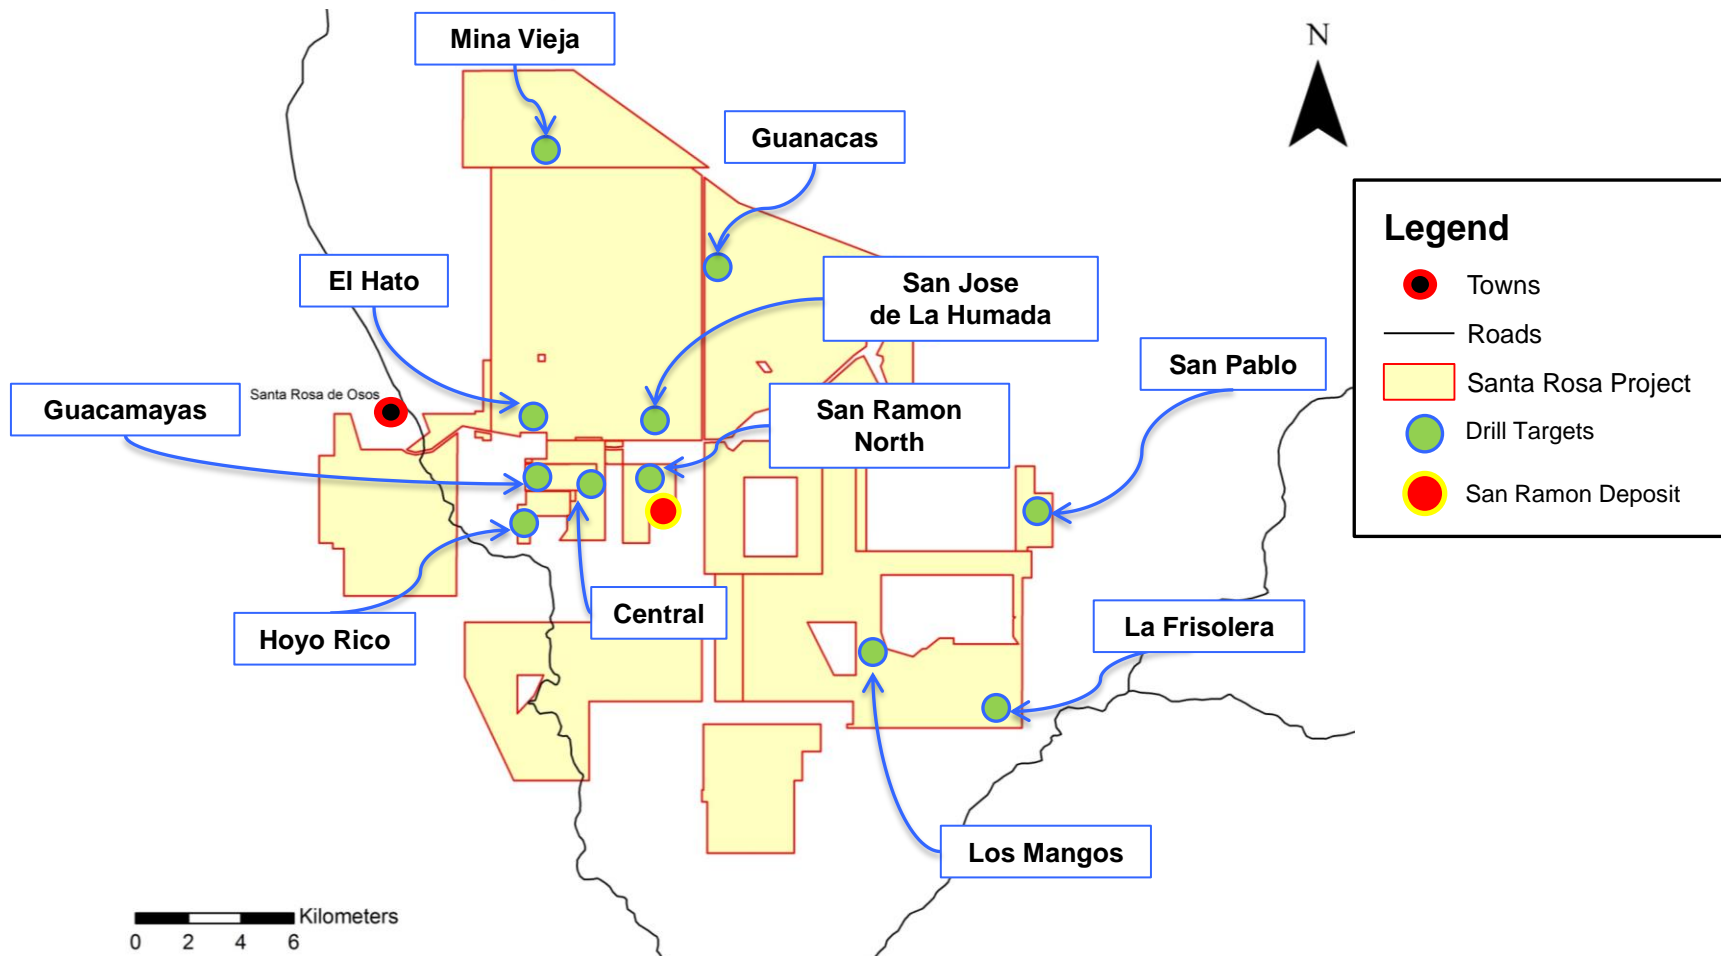 N
Mina Vieja
Guanacas
El Hato
San Jose
de La Humada
San Pablo
Santa Rosa de Osos
Guacamayas
San Ramon
North
Hoyo Rico
Central
La Frisolera
Los Mangos
Legend
Towns
Roads
Santa Rosa Project
Drill Targets
San Ramon Deposit
Kilometers
0 2 4 6